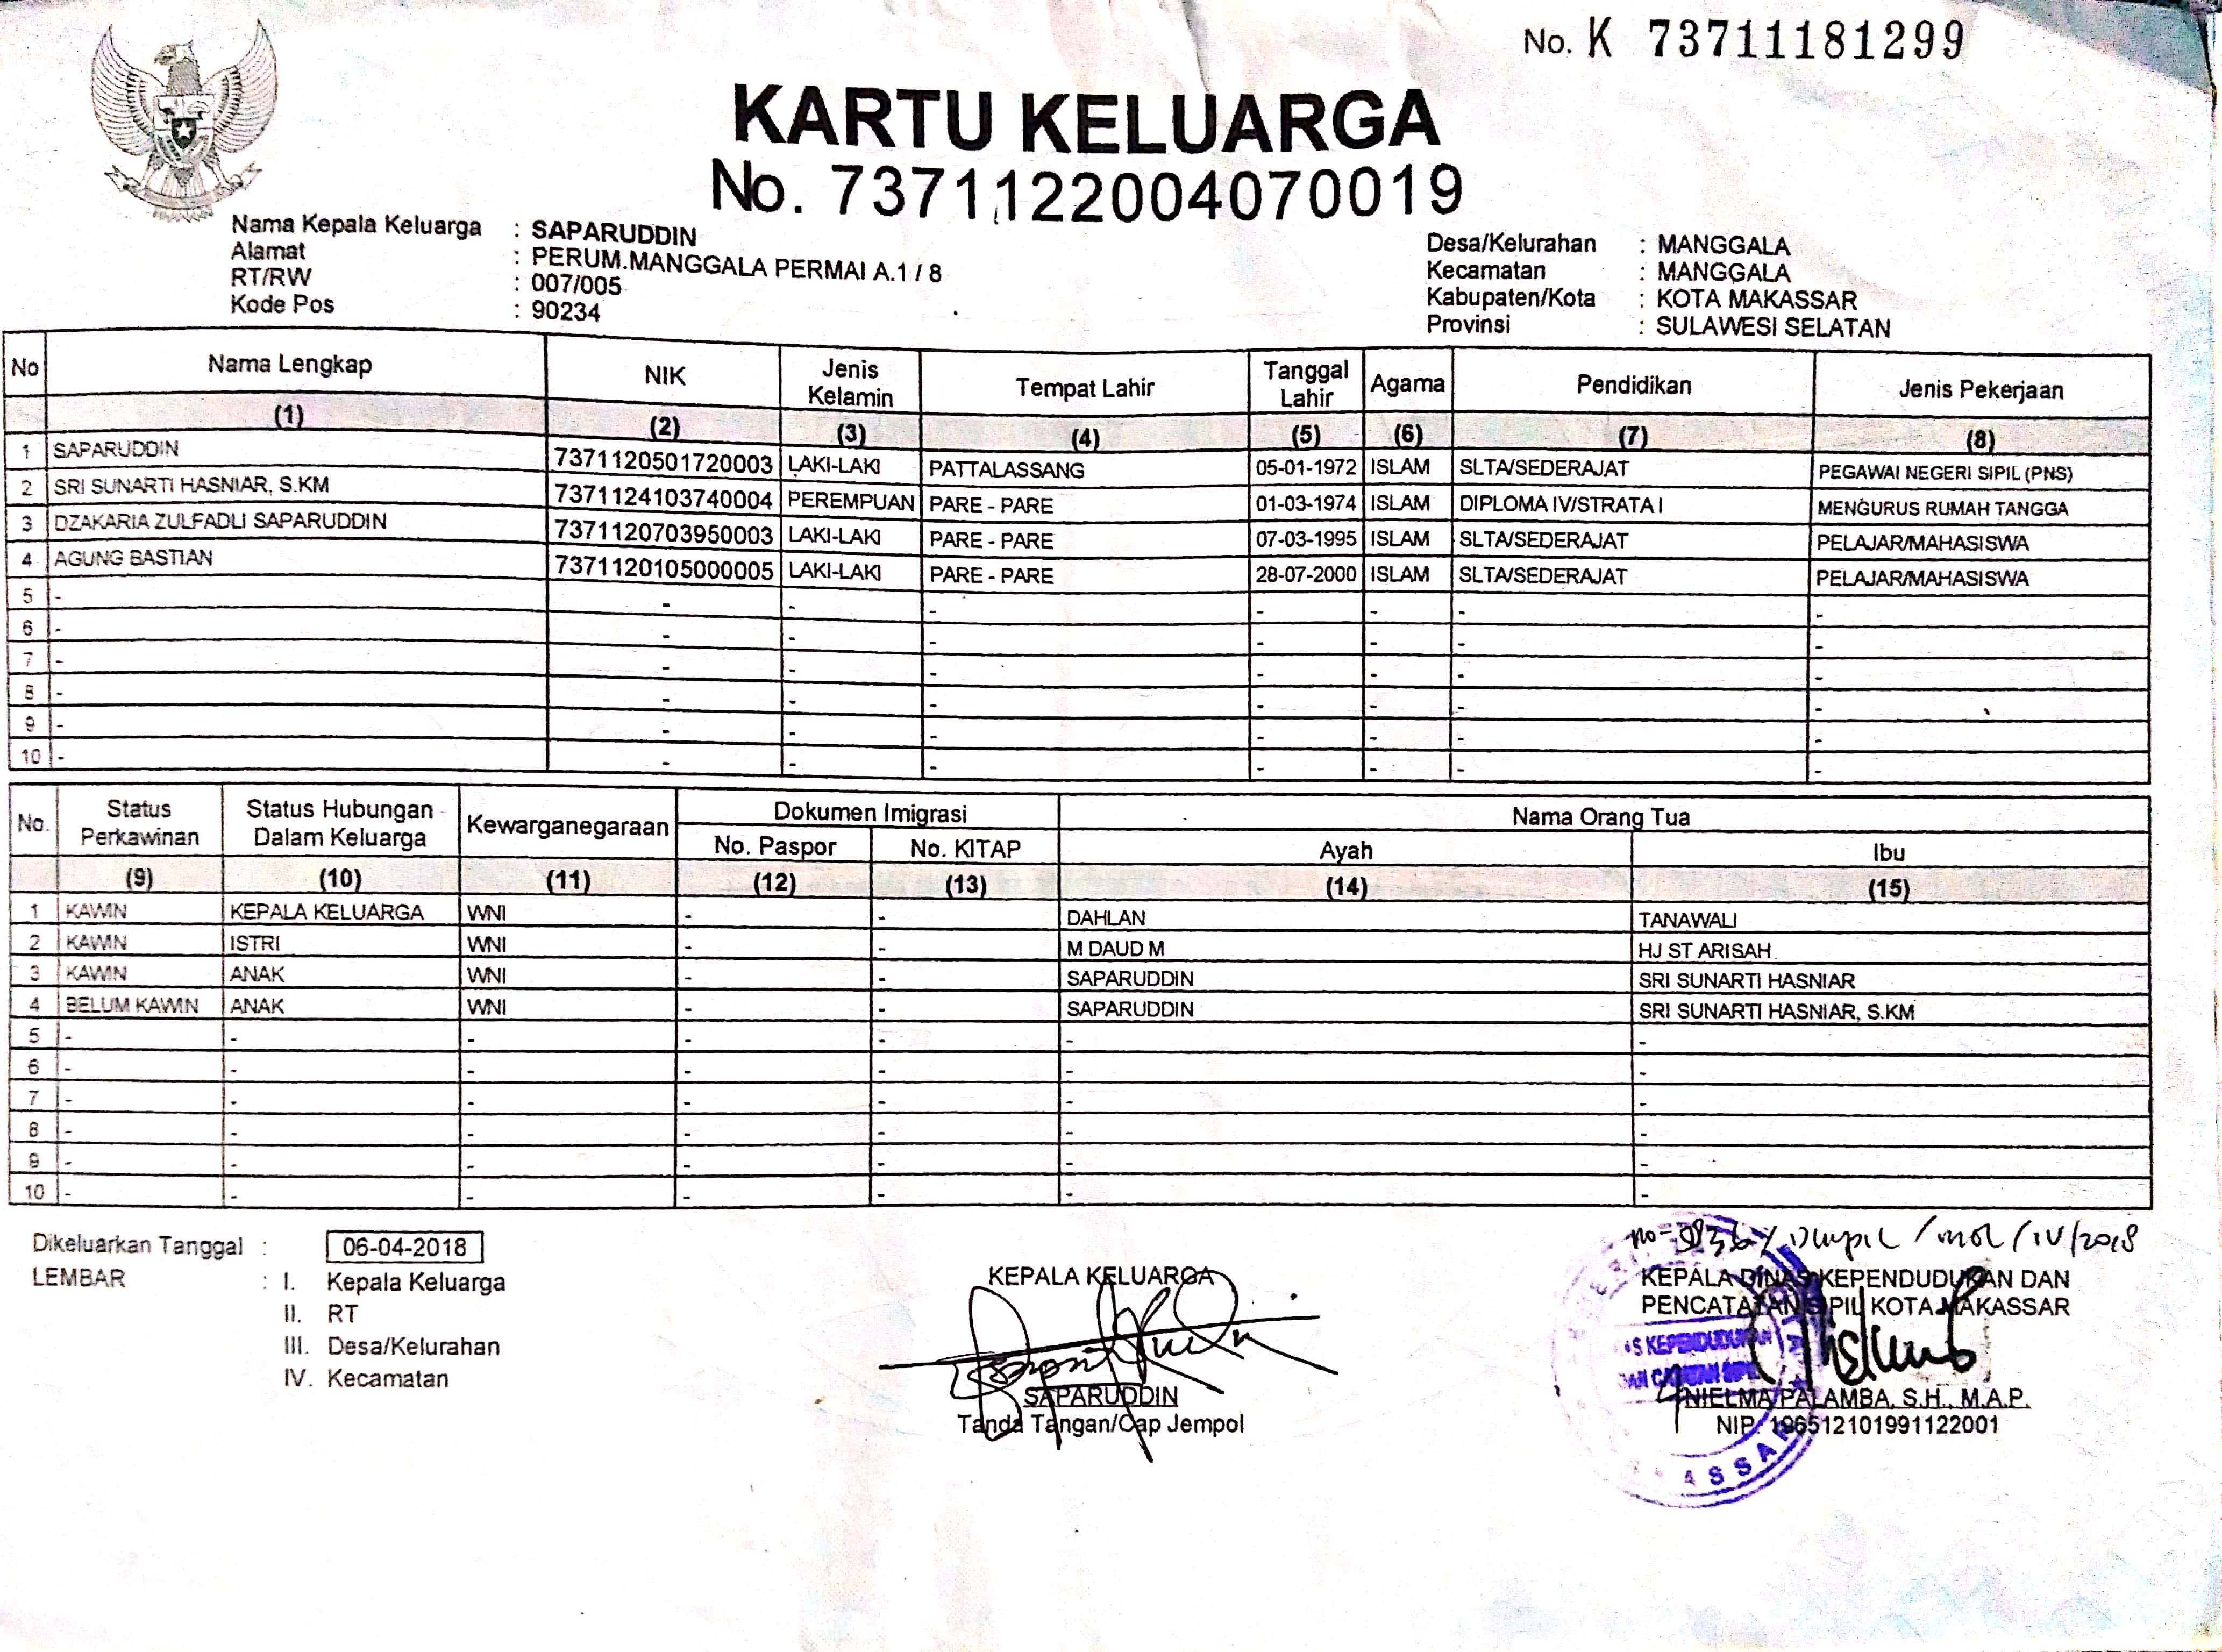 No. K 73711181299
KARTU KELUARGA
No. 7371122004070019
Nama Kepala Keluarga : SAPARUDDIN
Alamat : PERUM.MANGGALA PERMAI A.1 / 8
RT/RW : 007/005
Kode Pos : 90234
Desa/Kelurahan : MANGGALA
Kecamatan : MANGGALA
Kabupaten/Kota : KOTA MAKASSAR
Provinsi : SULAWESI SELATAN
No Nama Lengkap NIK Jenis Kelamin Tempat Lahir Tanggal Lahir Agama Pendidikan Jenis Pekerjaan
(1) (2) (3) (4) (5) (6) (7) (8)
1 SAPARUDDIN 7371120501720003 LAKI-LAKI PATTALASSANG 05-01-1972 ISLAM SLTA/SEDERAJAT PEGAWAI NEGERI SIPIL (PNS)
2 SRI SUNARTI HASNIAR, S.KM 7371124103740004 PEREMPUAN PARE - PARE 01-03-1974 ISLAM DIPLOMA IV/STRATA I MENGURUS RUMAH TANGGA
3 DZAKARIA ZULFADLI SAPARUDDIN 7371120703950003 LAKI-LAKI PARE - PARE 07-03-1995 ISLAM SLTA/SEDERAJAT PELAJAR/MAHASISWA
4 AGUNG BASTIAN 7371120105000005 LAKI-LAKI PARE - PARE 28-07-2000 ISLAM SLTA/SEDERAJAT PELAJAR/MAHASISWA
5 - - - - - - - -
6 - - - - - - - -
7 - - - - - - - -
8 - - - - - - - -
9 - - - - - - - -
10 - - - - - - - -
No. Status Perkawinan Status Hubungan Dalam Keluarga Kewarganegaraan Dokumen Imigrasi Nama Orang Tua
No. Paspor No. KITAP Ayah Ibu
(9) (10) (11) (12) (13) (14) (15)
1 KAWIN KEPALA KELUARGA WNI - - DAHLAN TANAWALI
2 KAWIN ISTRI WNI - - M DAUD M HJ ST ARISAH
3 KAWIN ANAK WNI - - SAPARUDDIN SRI SUNARTI HASNIAR
4 BELUM KAWIN ANAK WNI - - SAPARUDDIN SRI SUNARTI HASNIAR, S.KM
5 - - - - - - -
6 - - - - - - -
7 - - - - - - -
8 - - - - - - -
9 - - - - - - -
10 - - - - - - -
Dikeluarkan Tanggal : 06-04-2018
LEMBAR : I. Kepala Keluarga
II. RT
III. Desa/Kelurahan
IV. Kecamatan
KEPALA KELUARGA
SAPARUDDIN
Tanda Tangan/Cap Jempol
/IV/2018
KEPALA DINAS KEPENDUDUKAN DAN
PENCATATAN SIPIL KOTA MAKASSAR
NIELMA PALAMBA, S.H., M.A.P.
NIP. 196512101991122001